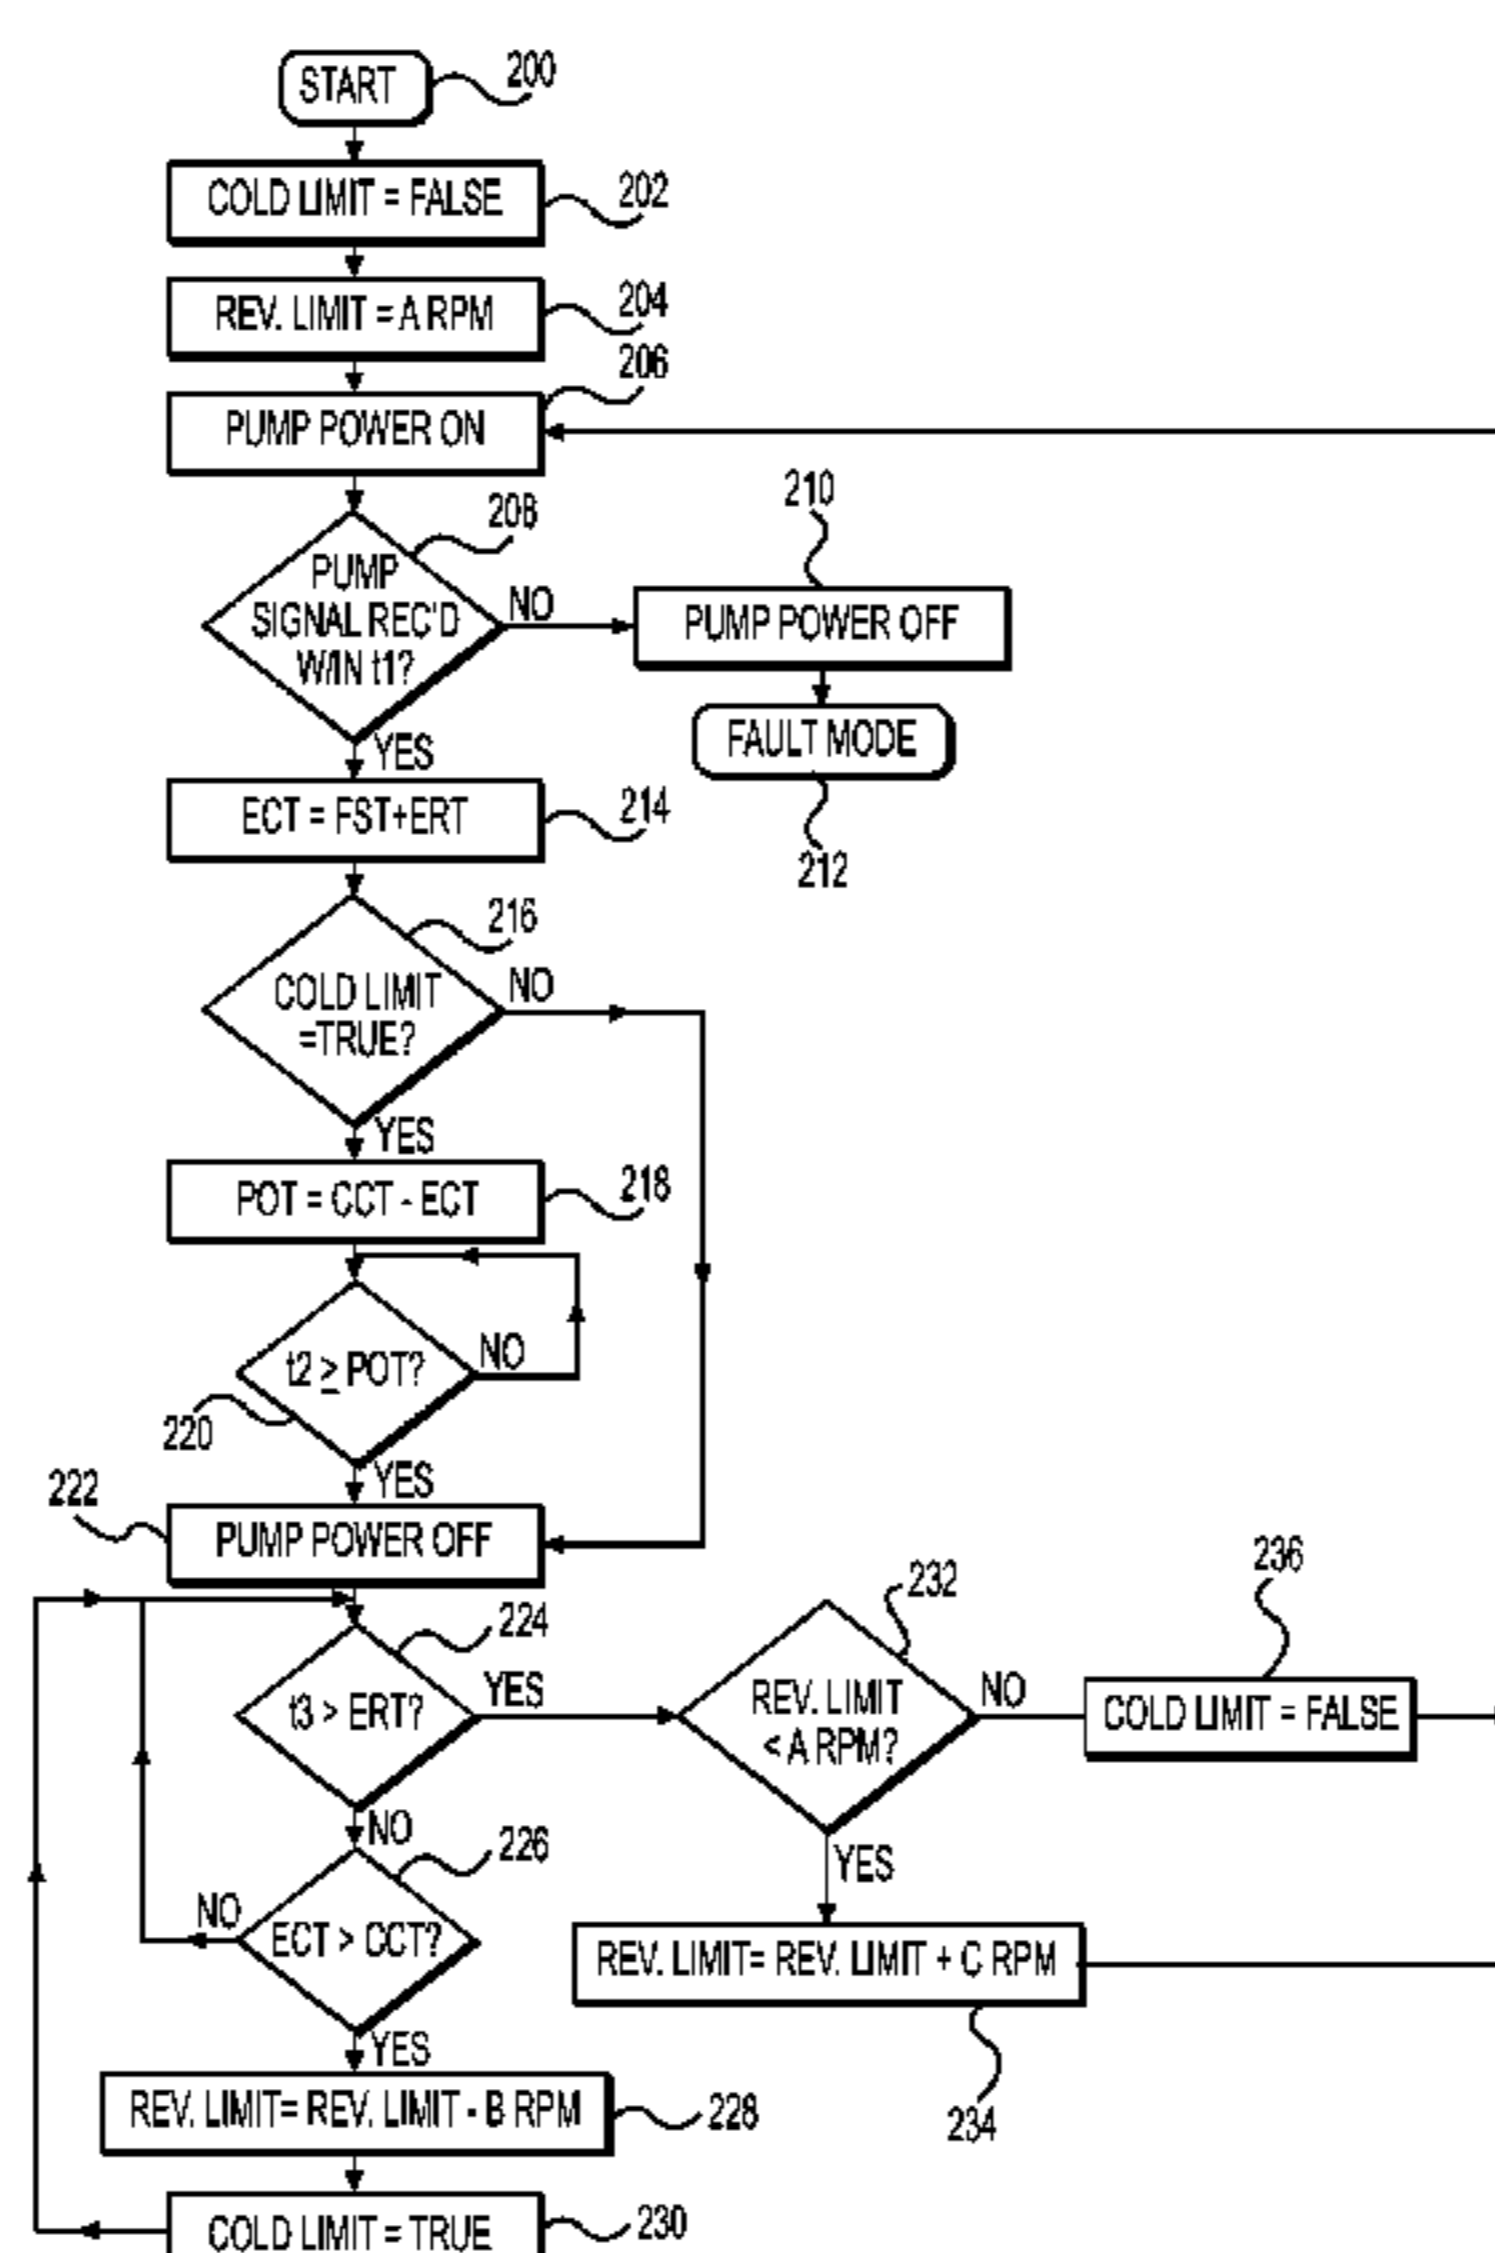 START
200
COLD LIMIT = FALSE
202
REV. LIMIT = A RPM
204
206
PUMP POWER ON
208
PUMP
SIGNAL REC'D
W/IN t1?
NO
210
PUMP POWER OFF
FAULT MODE
212
YES
ECT = FST+ERT
214
216
COLD LIMIT
=TRUE?
NO
YES
POT = CCT - ECT
218
t2 ≥ POT?
NO
220
YES
222
PUMP POWER OFF
224
t3 > ERT?
YES
232
REV. LIMIT
< A RPM?
NO
236
COLD LIMIT = FALSE
NO
226
YES
ECT > CCT?
NO
REV. LIMIT= REV. LIMIT + C RPM
234
YES
REV. LIMIT= REV. LIMIT - B RPM
228
COLD LIMIT = TRUE
230